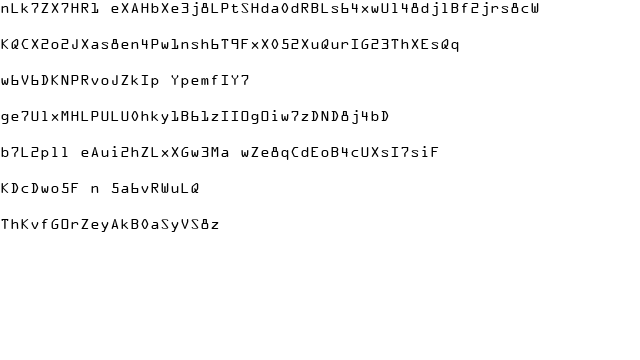 nLk7ZX7HR1 eXAHbXe3j8LPtSHda0dRBLs64xwUl48djlBf2jrs8cW
KQCX2o2JXas8en4Pw1nsh6T9FxX052XuQurIG23ThXEsQq
w6V6DKNPRvoJZkIp YpemfIY7
ge7UlxMHLPULU0hky1B61zIIOgOiw7zDND8j4bD
b7L2pll eAui2hZLxXGw3Ma wZe8qCdEoB4cUXsI7siF
KDcDwo5F n 5a6vRWuLQ
ThKvfGOrZeyAkB0aSyVS8z